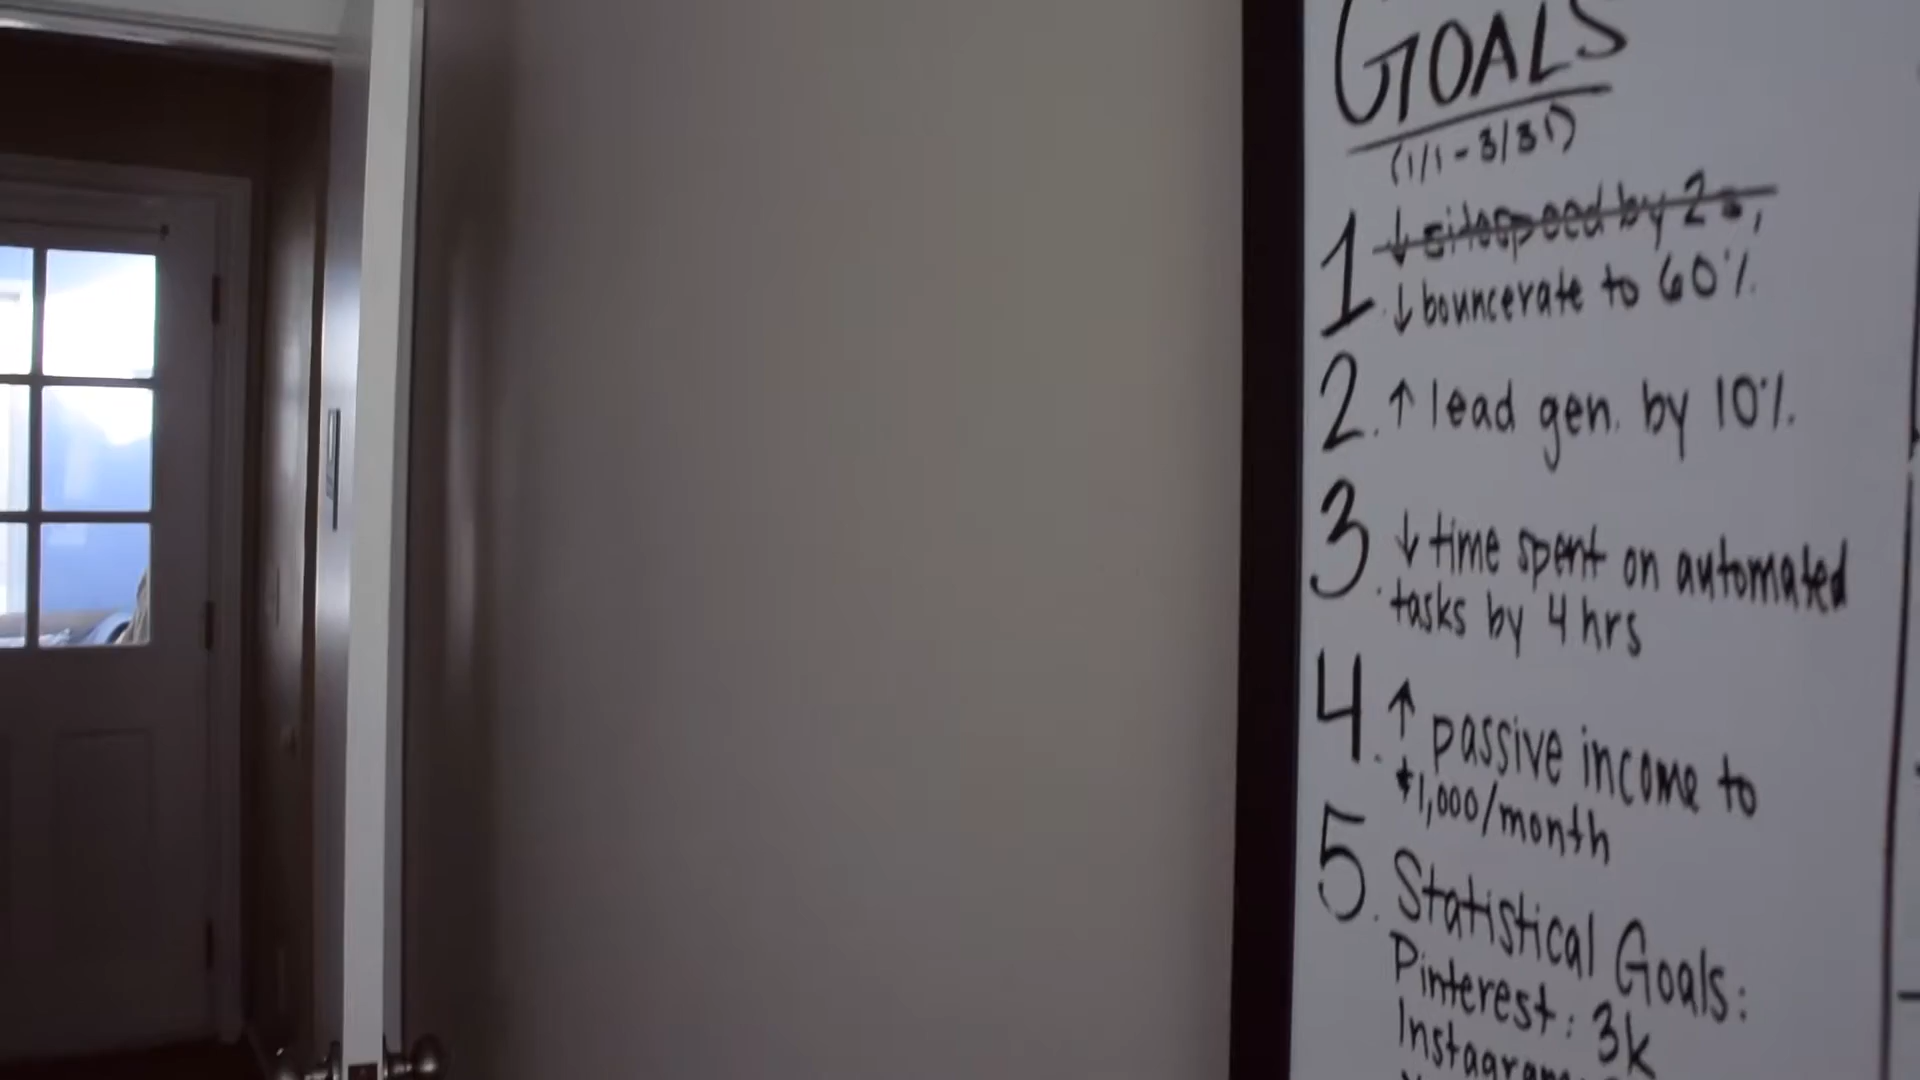 GOALS
(1/1 - 3/31)
1. ↓ sitespeed by 2s,
↓ bouncerate to 60%
2. ↑ lead gen. by 10%.
3. ↓ time spent on automated
tasks by 4 hrs
4. ↑ passive income to
$1,000/month
5. Statistical Goals:
Pinterest: 3k
Instagram